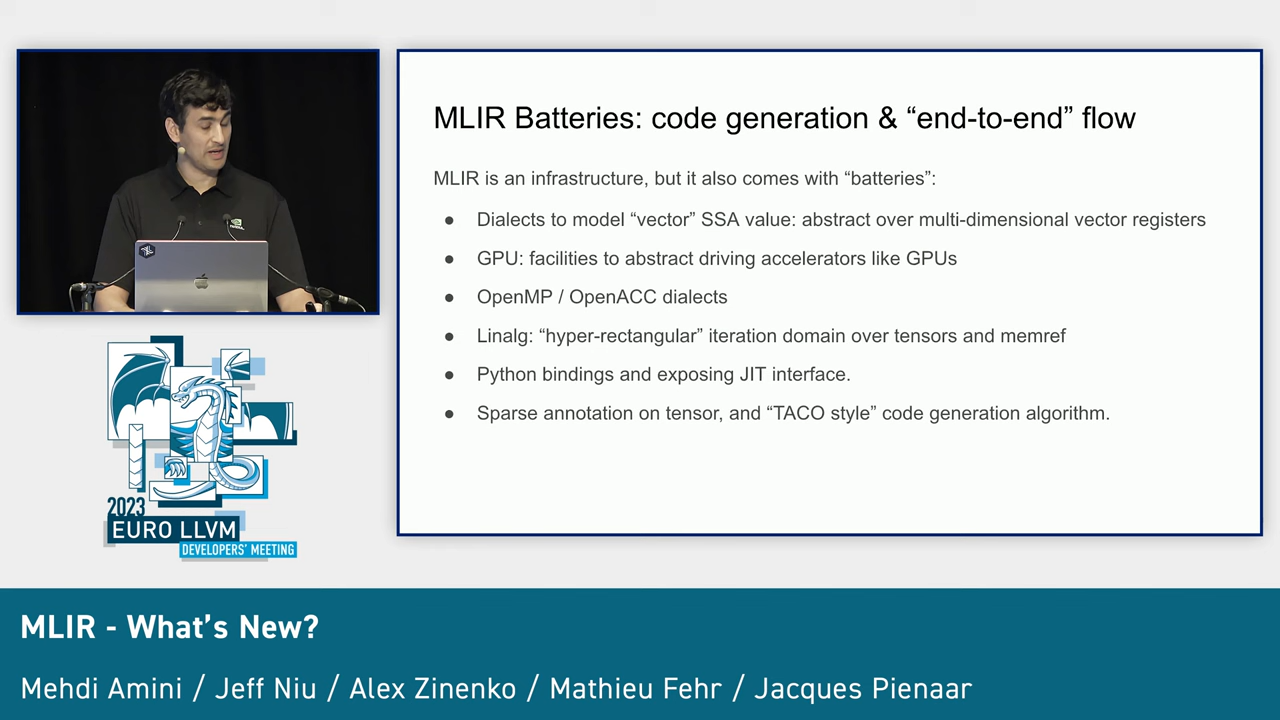 MLIR Batteries: code generation & “end-to-end” flow
MLIR is an infrastructure, but it also comes with “batteries”:
● Dialects to model “vector” SSA value: abstract over multi-dimensional vector registers
● GPU: facilities to abstract driving accelerators like GPUs
● OpenMP / OpenACC dialects
● Linalg: “hyper-rectangular” iteration domain over tensors and memref
● Python bindings and exposing JIT interface.
● Sparse annotation on tensor, and “TACO style” code generation algorithm.
NVIDIA
2023
EURO LLVM
DEVELOPERS’ MEETING
MLIR - What’s New?
Mehdi Amini / Jeff Niu / Alex Zinenko / Mathieu Fehr / Jacques Pienaar